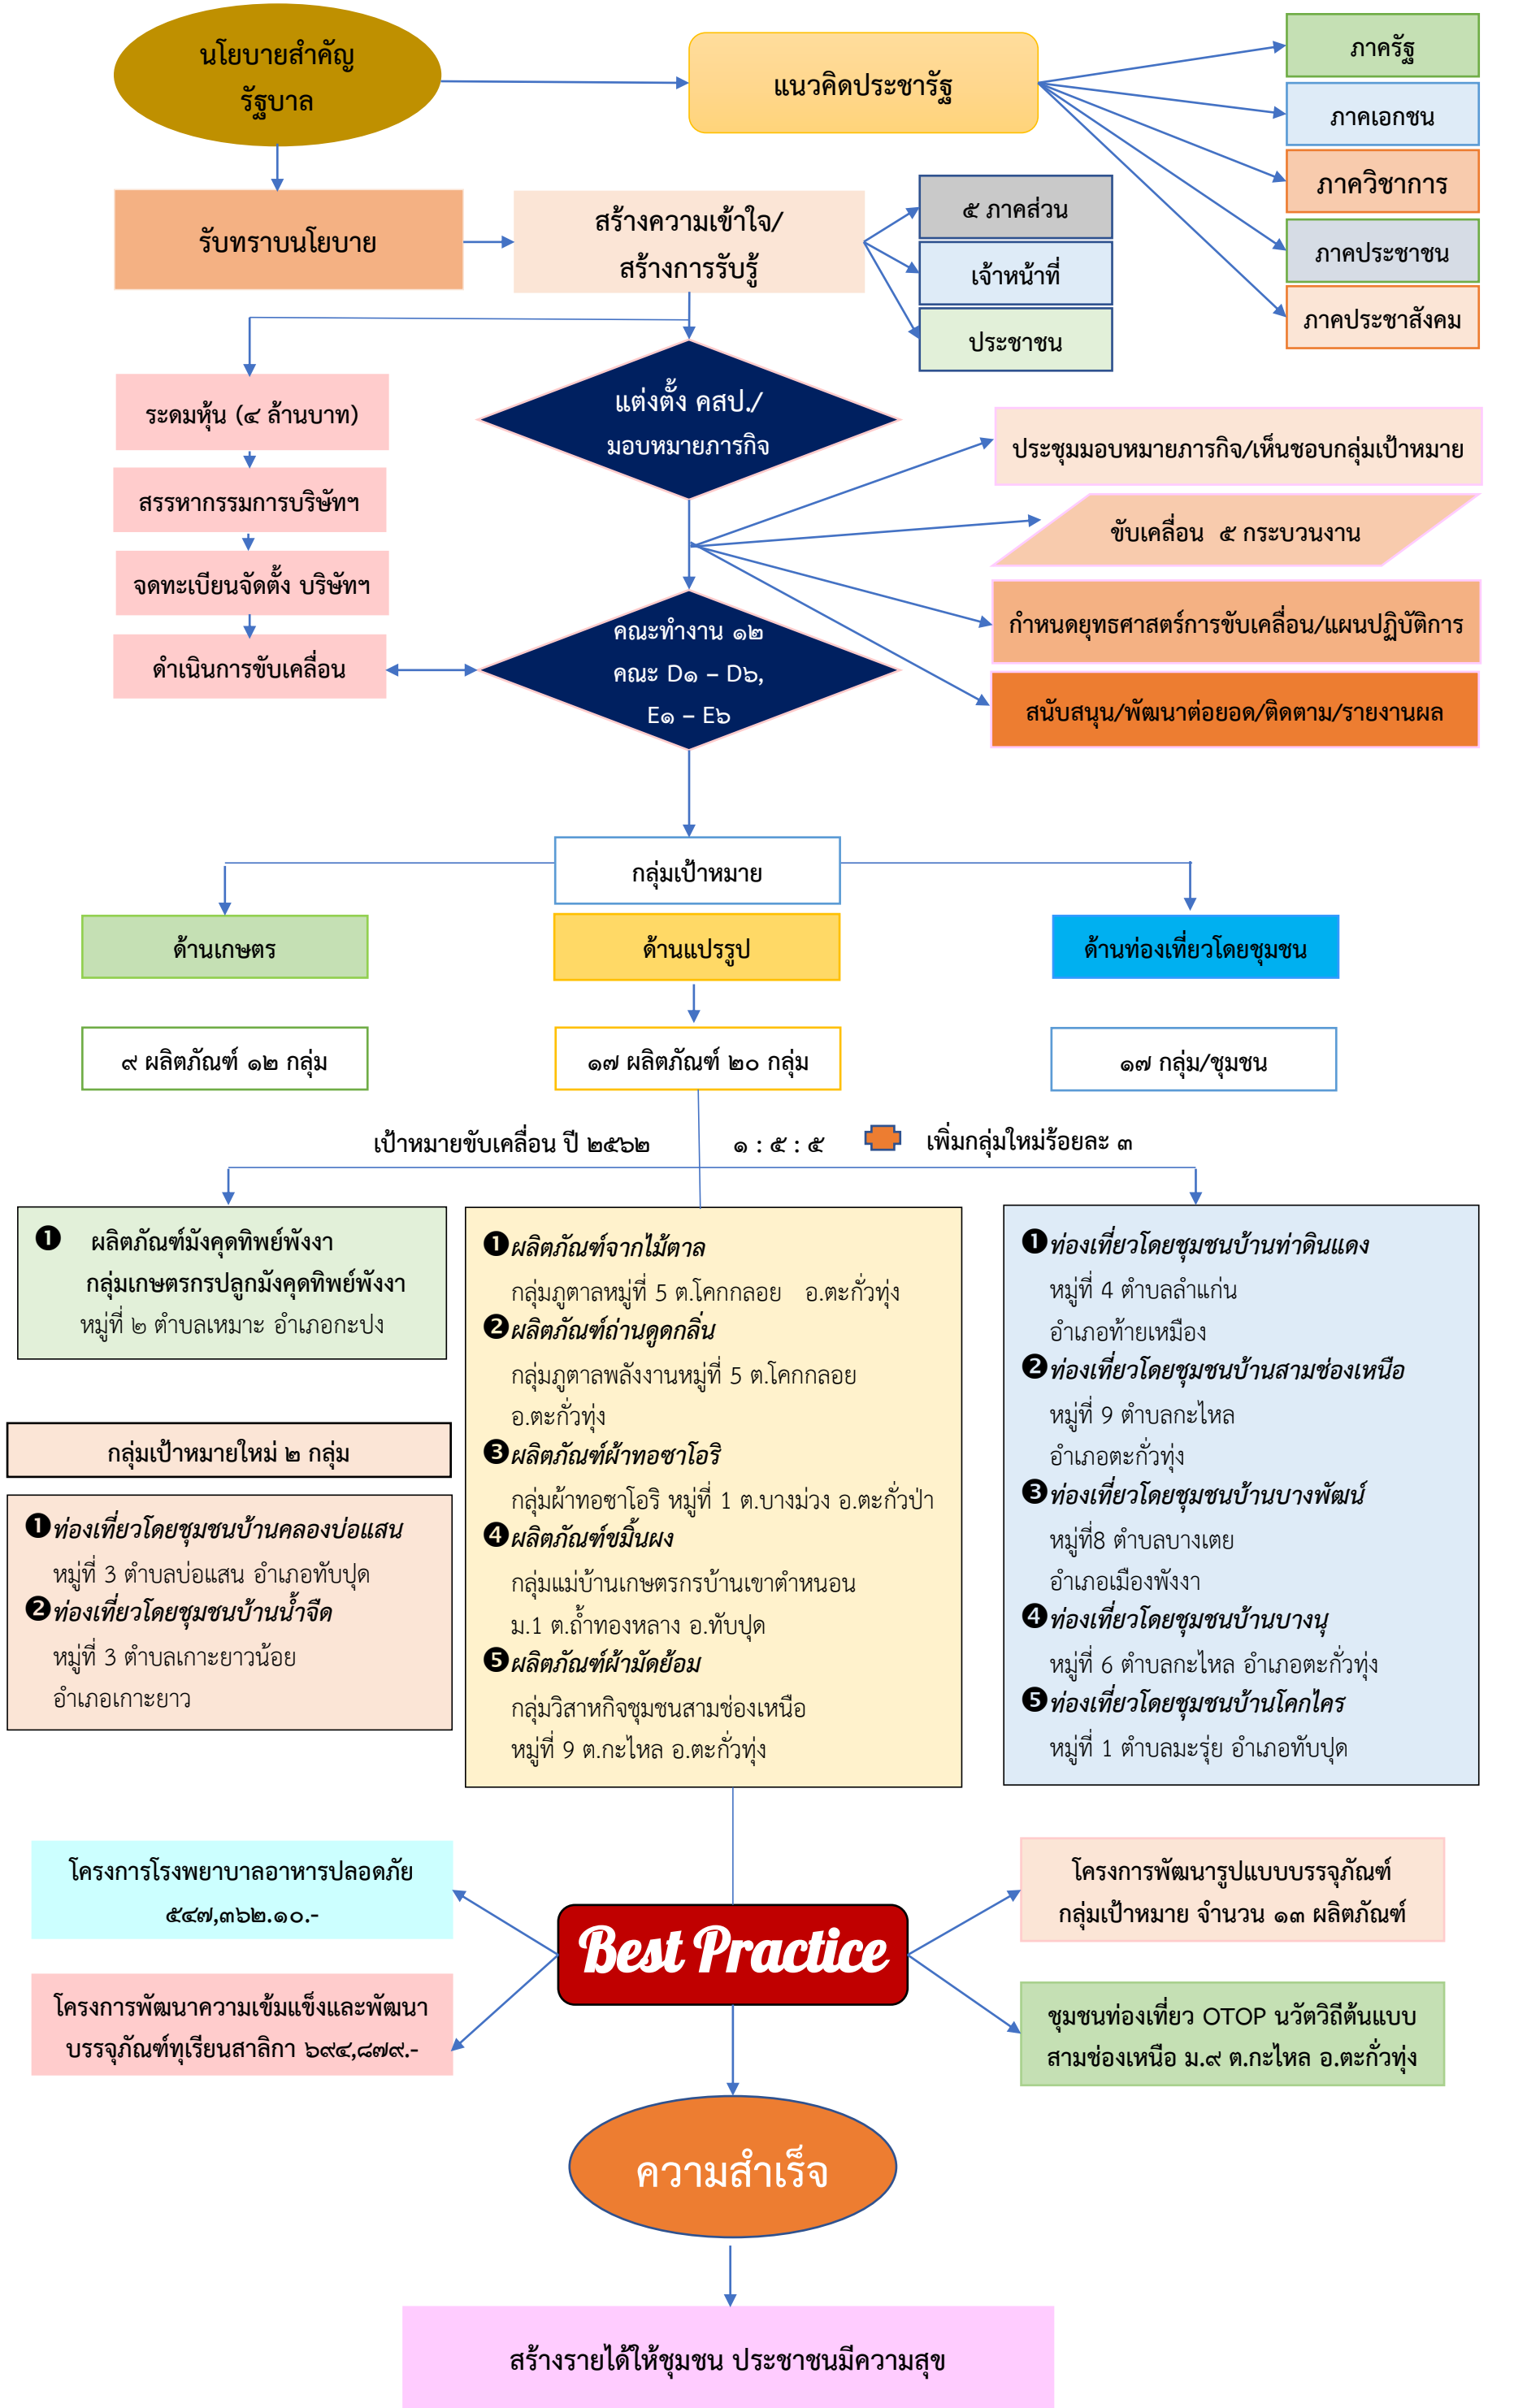 นโยบายสำคัญ
รัฐบาล
แนวคิดประชารัฐ
ภาครัฐ
ภาคเอกชน
ภาควิชาการ
ภาคประชาชน
ภาคประชาสังคม
รับทราบนโยบาย
สร้างความเข้าใจ/
สร้างการรับรู้
๕ ภาคส่วน
เจ้าหน้าที่
ประชาชน
ระดมหุ้น (๔ ล้านบาท)
สรรหากรรมการบริษัทฯ
จดทะเบียนจัดตั้ง บริษัทฯ
ดำเนินการขับเคลื่อน
แต่งตั้ง คสป./
มอบหมายภารกิจ
ประชุมมอบหมายภารกิจ/เห็นชอบกลุ่มเป้าหมาย
ขับเคลื่อน ๕ กระบวนงาน
กำหนดยุทธศาสตร์การขับเคลื่อน/แผนปฏิบัติการ
สนับสนุน/พัฒนาต่อยอด/ติดตาม/รายงานผล
คณะทำงาน ๑๒
คณะ D๑ – D๖,
E๑ – E๖
กลุ่มเป้าหมาย
ด้านเกษตร
ด้านแปรรูป
ด้านท่องเที่ยวโดยชุมชน
๙ ผลิตภัณฑ์ ๑๒ กลุ่ม
๑๗ ผลิตภัณฑ์ ๒๐ กลุ่ม
๑๗ กลุ่ม/ชุมชน
เป้าหมายขับเคลื่อน ปี ๒๕๖๒ ๑ : ๕ : ๕ เพิ่มกลุ่มใหม่ร้อยละ ๓
❶ ผลิตภัณฑ์มังคุดทิพย์พังงา
กลุ่มเกษตรกรปลูกมังคุดทิพย์พังงา
หมู่ที่ ๒ ตำบลเหมาะ อำเภอกะปง
กลุ่มเป้าหมายใหม่ ๒ กลุ่ม
❶ท่องเที่ยวโดยชุมชนบ้านคลองบ่อแสน
หมู่ที่ 3 ตำบลบ่อแสน อำเภอทับปุด
❷ท่องเที่ยวโดยชุมชนบ้านน้ำจืด
หมู่ที่ 3 ตำบลเกาะยาวน้อย
อำเภอเกาะยาว
❶ผลิตภัณฑ์จากไม้ตาล
กลุ่มภูตาลหมู่ที่ 5 ต.โคกกลอย อ.ตะกั่วทุ่ง
❷ผลิตภัณฑ์ถ่านดูดกลิ่น
กลุ่มภูตาลพลังงานหมู่ที่ 5 ต.โคกกลอย
อ.ตะกั่วทุ่ง
❸ผลิตภัณฑ์ผ้าทอซาโอริ
กลุ่มผ้าทอซาโอริ หมู่ที่ 1 ต.บางม่วง อ.ตะกั่วป่า
❹ผลิตภัณฑ์ขมิ้นผง
กลุ่มแม่บ้านเกษตรกรบ้านเขาตำหนอน
ม.1 ต.ถ้ำทองหลาง อ.ทับปุด
❺ผลิตภัณฑ์ผ้ามัดย้อม
กลุ่มวิสาหกิจชุมชนสามช่องเหนือ
หมู่ที่ 9 ต.กะไหล อ.ตะกั่วทุ่ง
❶ท่องเที่ยวโดยชุมชนบ้านท่าดินแดง
หมู่ที่ 4 ตำบลลำแก่น
อำเภอท้ายเหมือง
❷ท่องเที่ยวโดยชุมชนบ้านสามช่องเหนือ
หมู่ที่ 9 ตำบลกะไหล
อำเภอตะกั่วทุ่ง
❸ท่องเที่ยวโดยชุมชนบ้านบางพัฒน์
หมู่ที่8 ตำบลบางเตย
อำเภอเมืองพังงา
❹ท่องเที่ยวโดยชุมชนบ้านบางนุ
หมู่ที่ 6 ตำบลกะไหล อำเภอตะกั่วทุ่ง
❺ท่องเที่ยวโดยชุมชนบ้านโคกไคร
หมู่ที่ 1 ตำบลมะรุ่ย อำเภอทับปุด
โครงการโรงพยาบาลอาหารปลอดภัย
๕๔๗,๓๖๒.๑๐.-
โครงการพัฒนาความเข้มแข็งและพัฒนา
บรรจุภัณฑ์ทุเรียนสาลิกา ๖๙๔,๘๗๙.-
Best Practice
โครงการพัฒนารูปแบบบรรจุภัณฑ์
กลุ่มเป้าหมาย จำนวน ๑๓ ผลิตภัณฑ์
ชุมชนท่องเที่ยว OTOP นวัตวิถีต้นแบบ
สามช่องเหนือ ม.๙ ต.กะไหล อ.ตะกั่วทุ่ง
ความสำเร็จ
สร้างรายได้ให้ชุมชน ประชาชนมีความสุข